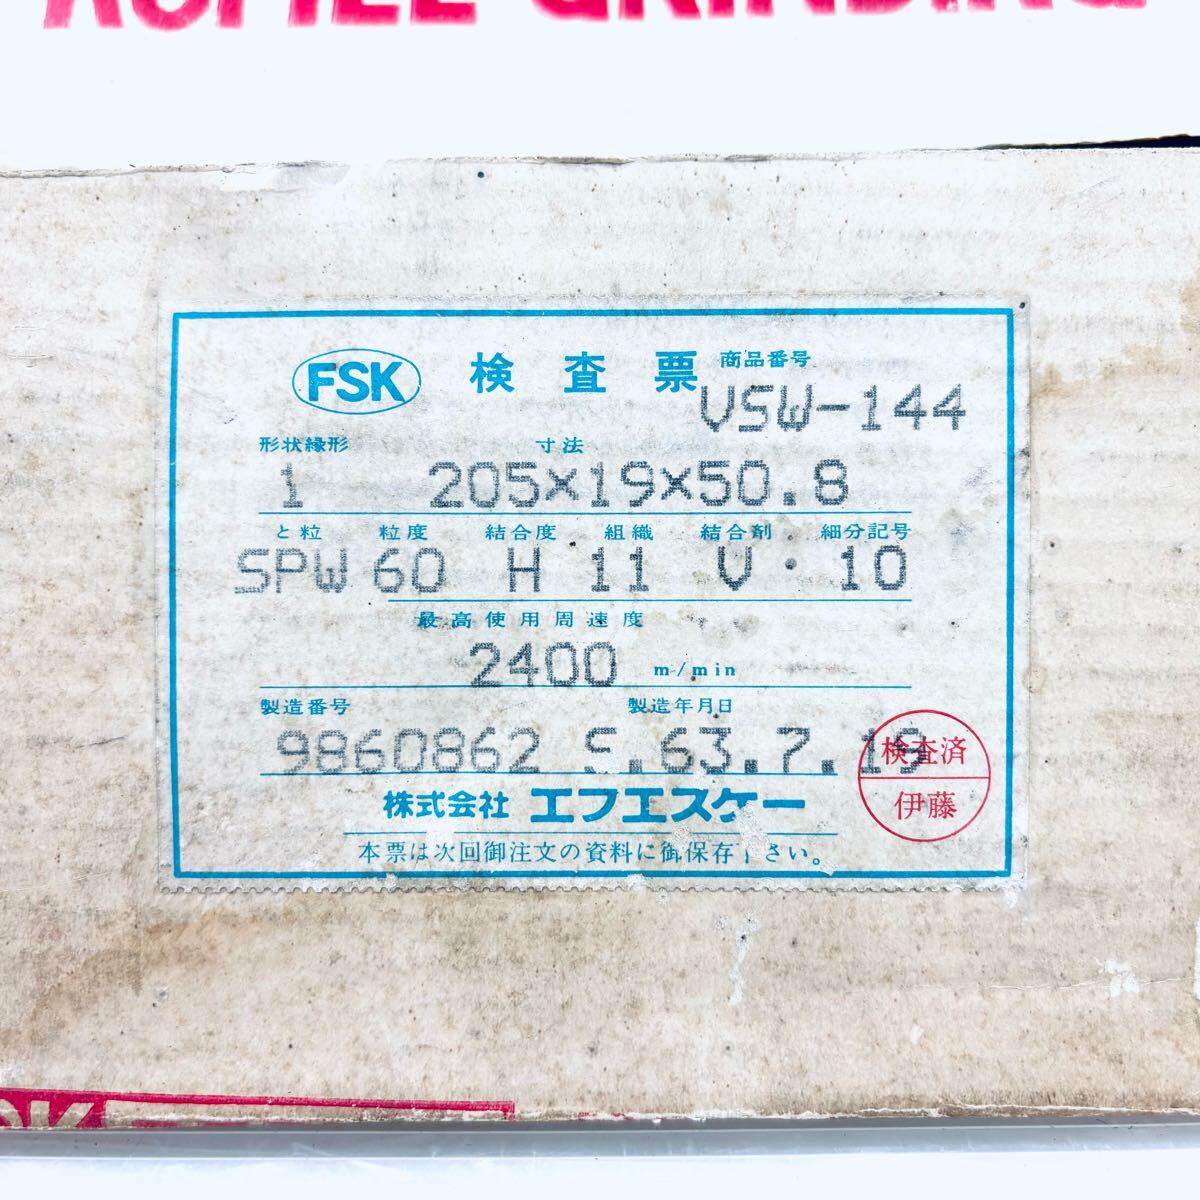 GRINDING
FSK 検査票 商品番号
VSW-144
形状縁形 寸法
1 205×19×50.8
と粒 粒度 結合度 組織 結合剤 細分記号
SPW 60 H 11 V・10
最高使用周速度
2400 m/min
製造番号 製造年月日
9860862 S.63.7.19
検査済
伊藤
株式会社 エフエスケー
本票は次回御注文の資料に御保存下さい。